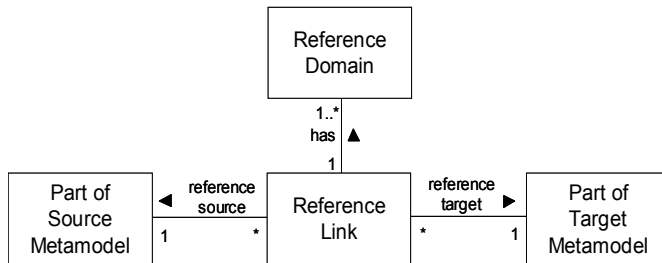 Reference
Domain
1..*
has
1
Part of
Source
Metamodel
reference
source
1
*
Reference
Link
reference
target
*
1
Part of
Target
Metamodel